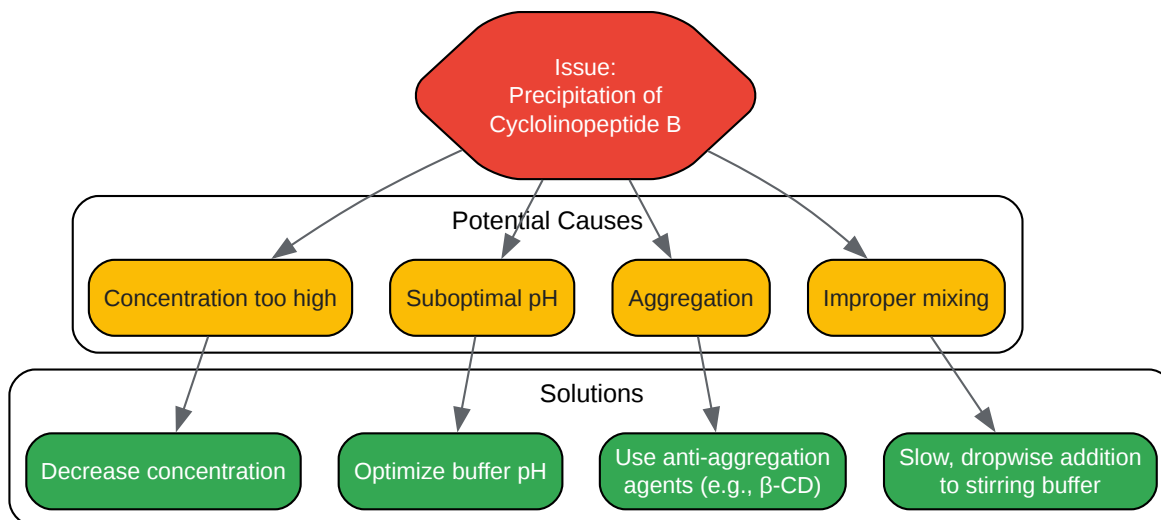 Issue:
Precipitation of
Cyclolinopeptide B
Potential Causes
Concentration too high
Suboptimal pH
Aggregation
Improper mixing
Solutions
Decrease concentration
Optimize buffer pH
Use anti-aggregation
agents (e.g., β-CD)
Slow, dropwise addition
to stirring buffer